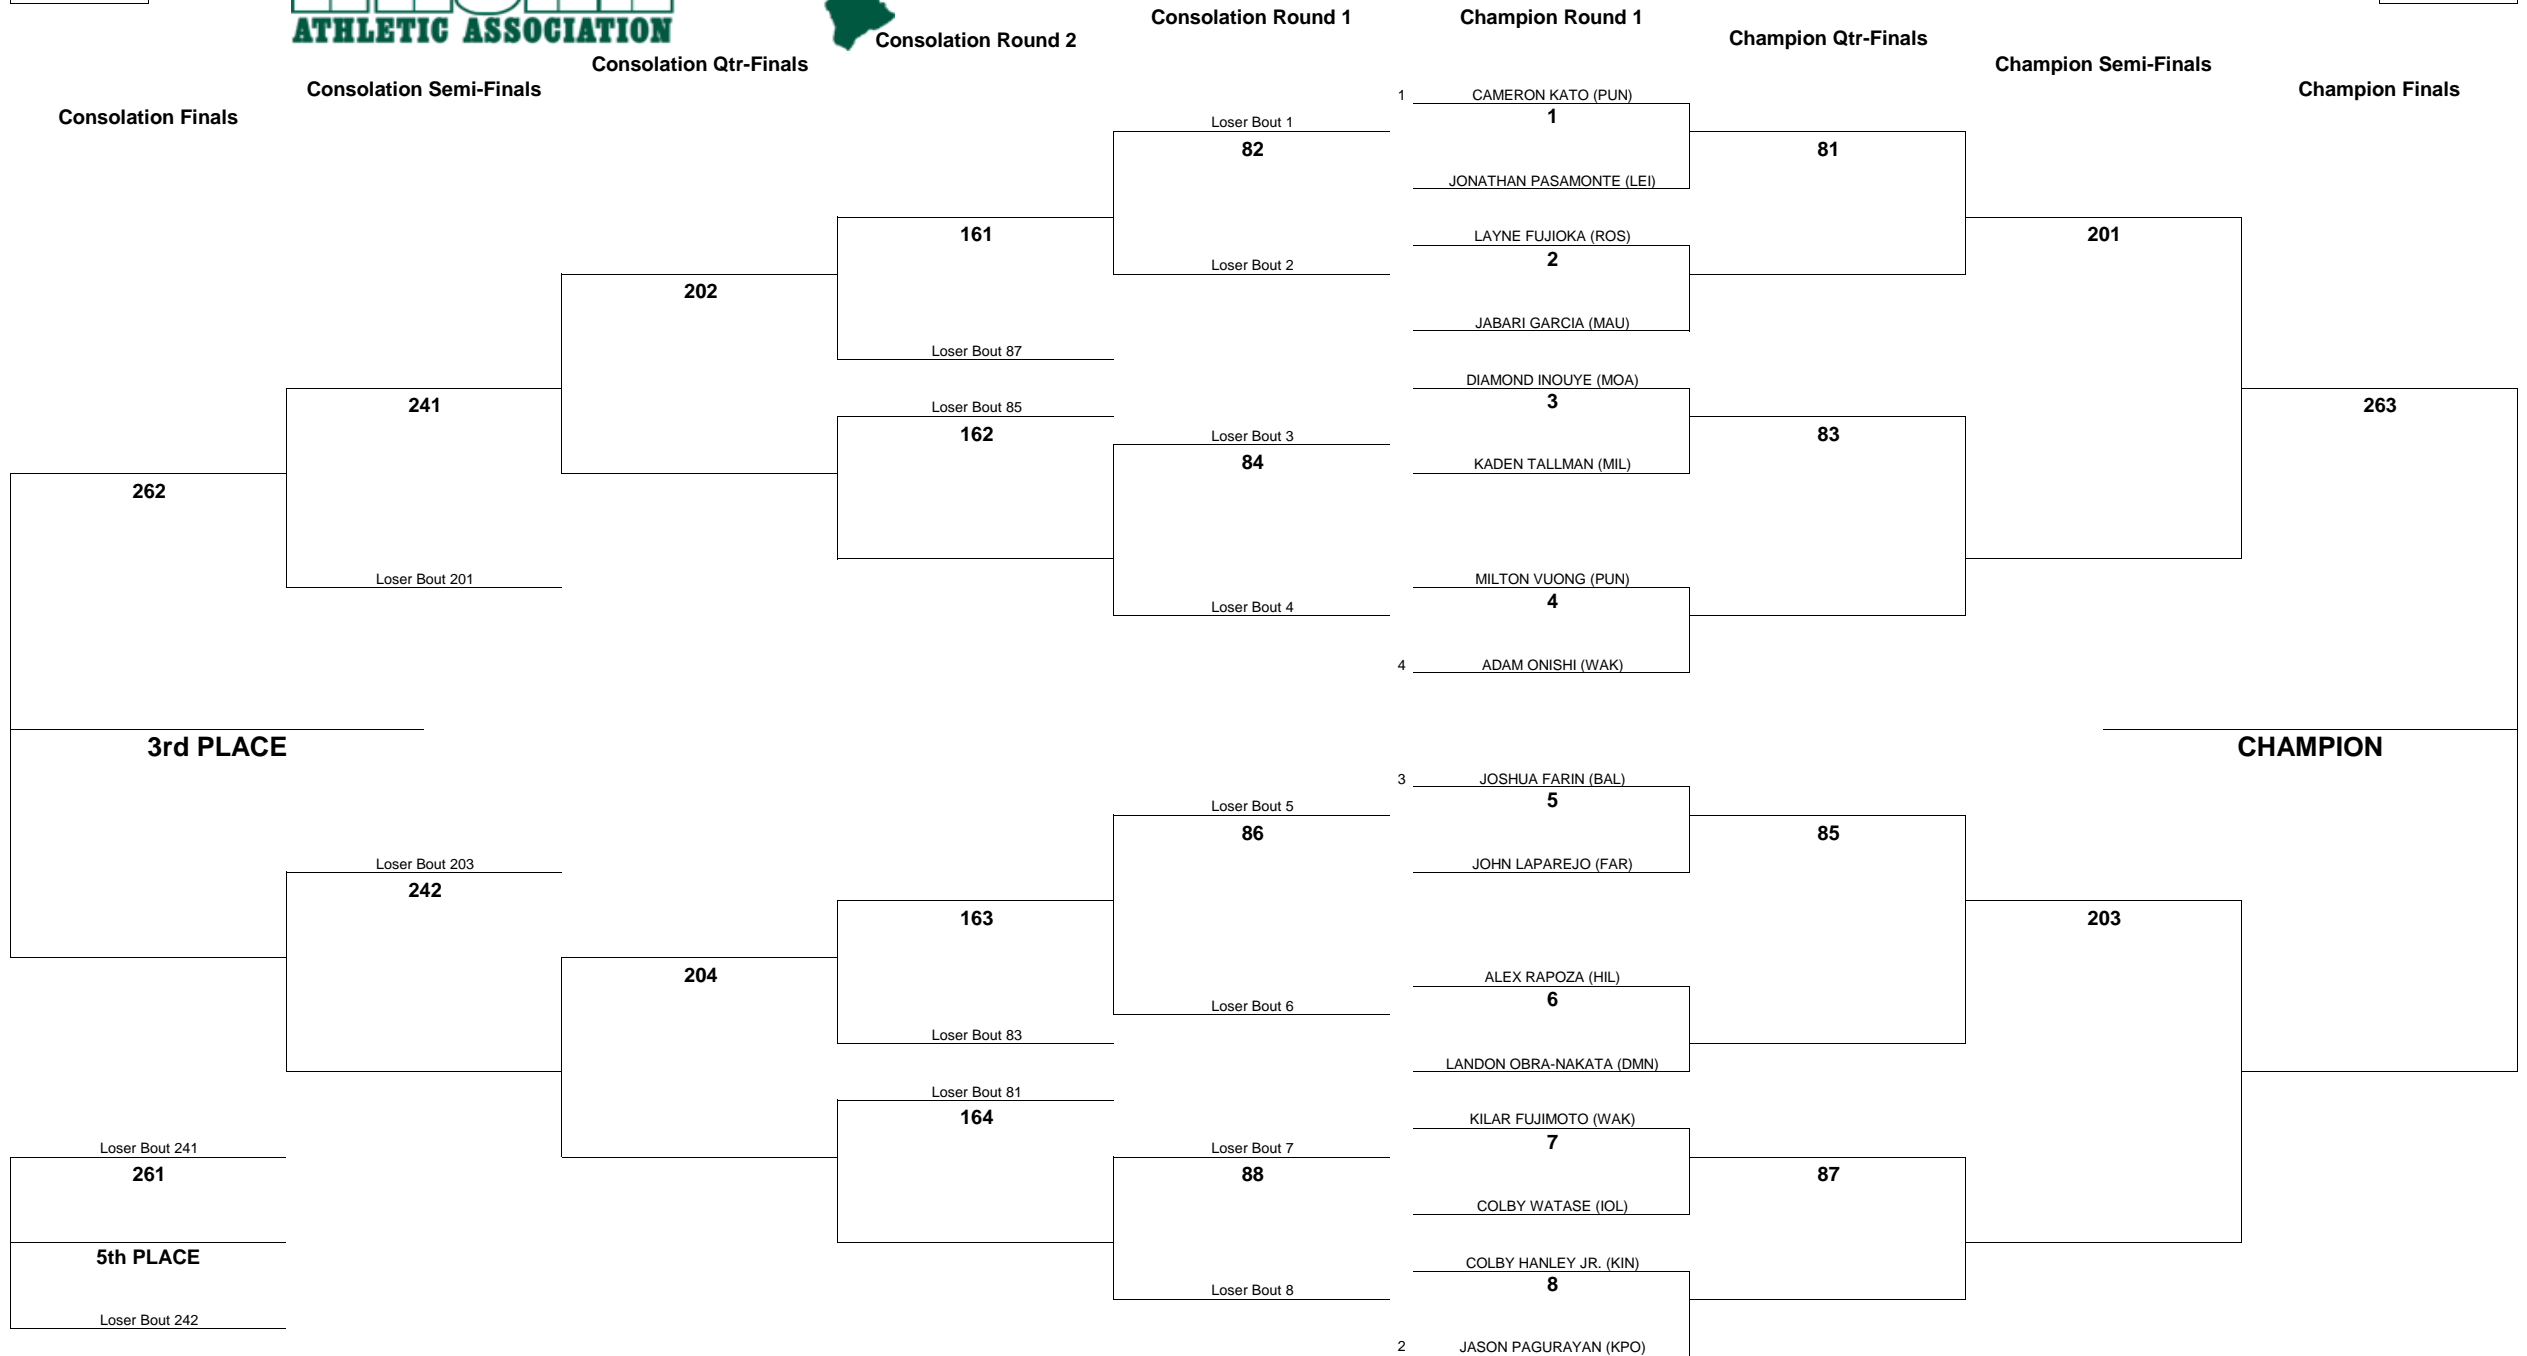 ATHLETIC ASSOCIATION
Consolation Round 1
Champion Round 1
Consolation Round 2
Champion Qtr-Finals
Consolation Qtr-Finals
Champion Semi-Finals
Consolation Semi-Finals
Champion Finals
Consolation Finals
1 CAMERON KATO (PUN)
1
JONATHAN PASAMONTE (LEI)
LAYNE FUJIOKA (ROS)
2
JABARI GARCIA (MAU)
DIAMOND INOUYE (MOA)
3
KADEN TALLMAN (MIL)
MILTON VUONG (PUN)
4
4 ADAM ONISHI (WAK)
3 JOSHUA FARIN (BAL)
5
JOHN LAPAREJO (FAR)
ALEX RAPOZA (HIL)
6
LANDON OBRA-NAKATA (DMN)
KILAR FUJIMOTO (WAK)
7
COLBY WATASE (IOL)
COLBY HANLEY JR. (KIN)
8
2 JASON PAGURAYAN (KPO)
81
83
85
87
201
203
263
CHAMPION
Loser Bout 1
82
Loser Bout 2
Loser Bout 3
84
Loser Bout 4
Loser Bout 5
86
Loser Bout 6
Loser Bout 7
88
Loser Bout 8
161
Loser Bout 87
Loser Bout 85
162
163
Loser Bout 83
Loser Bout 81
164
202
204
241
Loser Bout 201
Loser Bout 203
242
262
3rd PLACE
Loser Bout 241
261
5th PLACE
Loser Bout 242